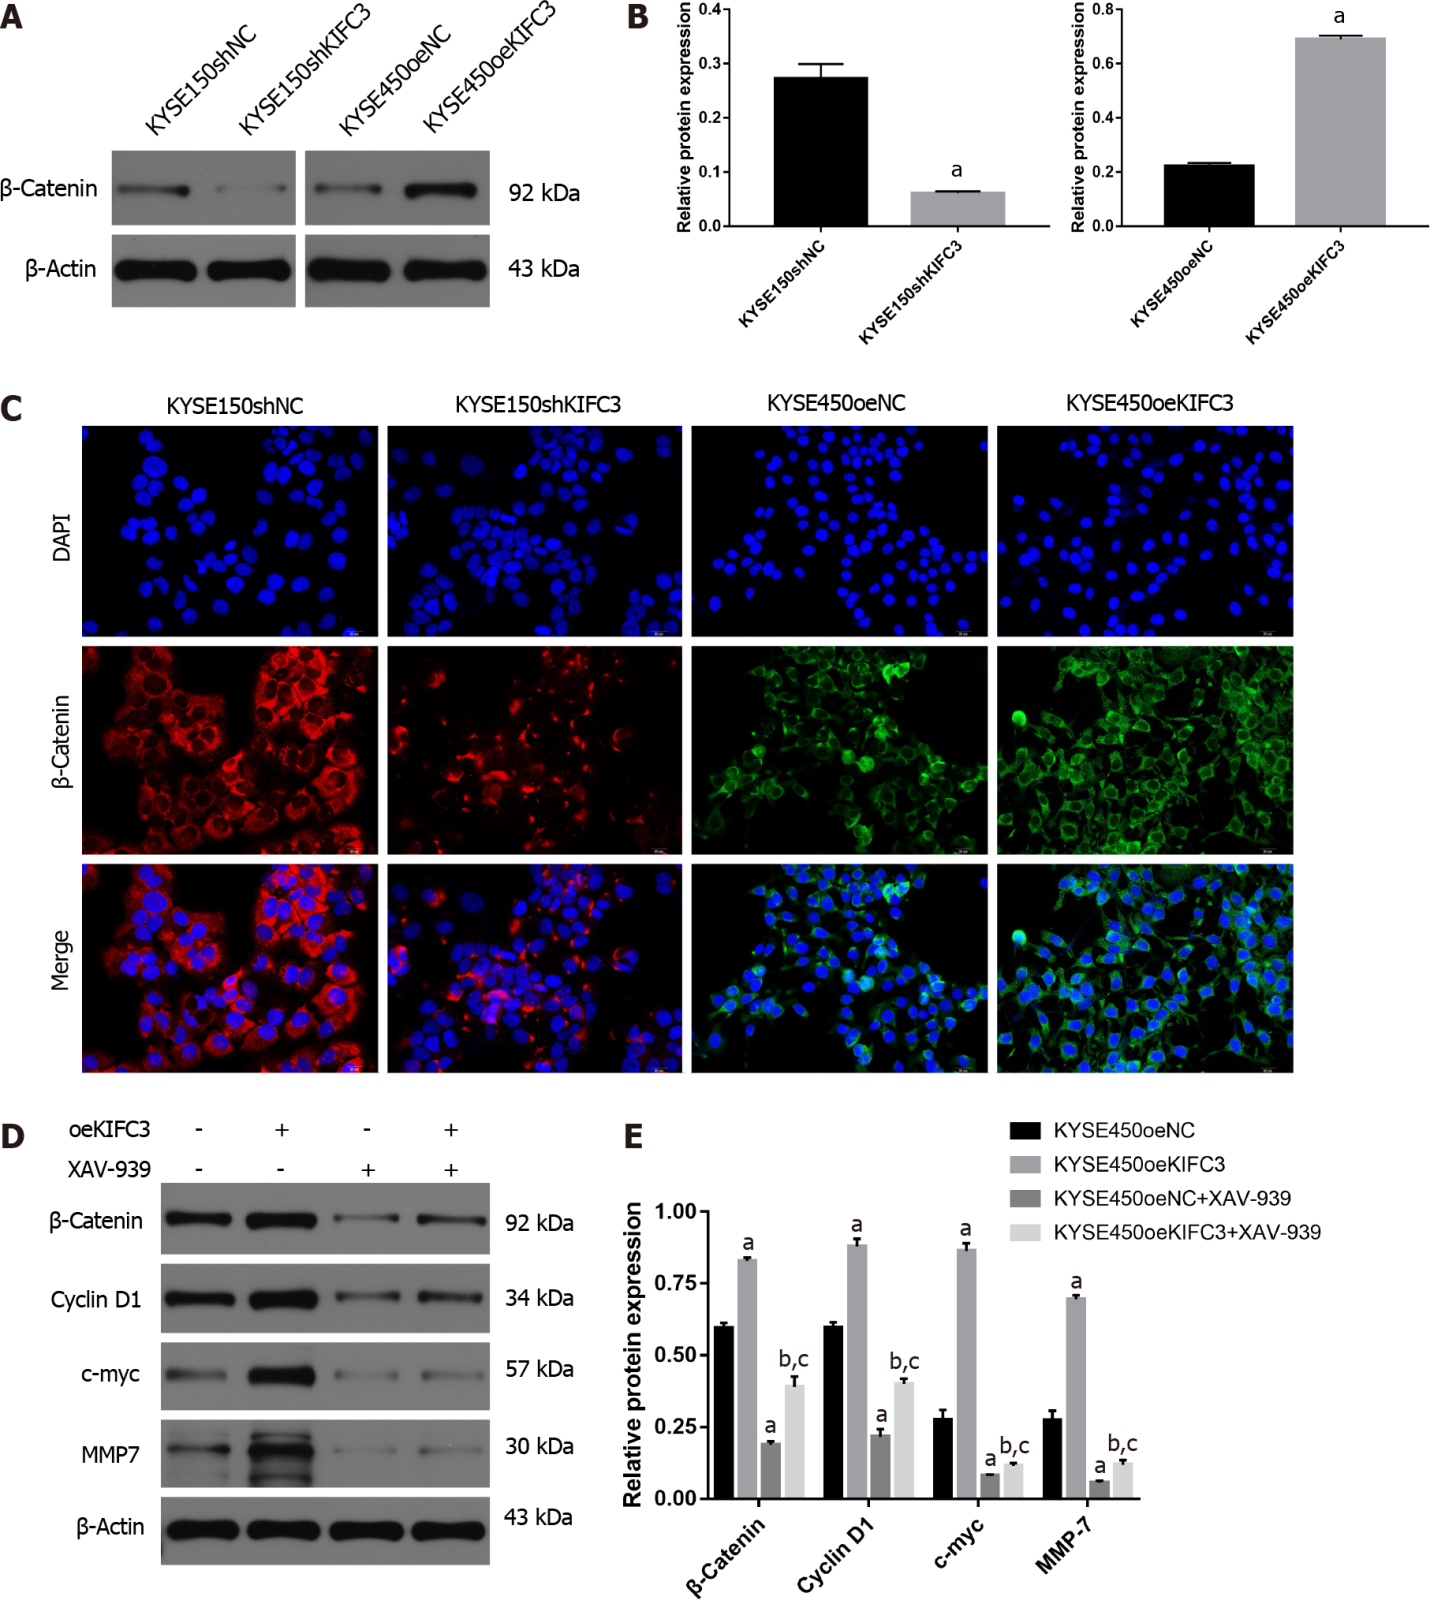 A
KYSE150shNC
KYSE150shKIFC3
KYSE450oeNC
KYSE450oeKIFC3
β-Catenin
92 kDa
β-Actin
43 kDa
B
Relative protein expression
0.4
0.3
0.2
0.1
0.0
a
KYSE150shNC
KYSE150shKIFC3
Relative protein expression
0.8
0.6
0.4
0.2
0.0
a
KYSE450oeNC
KYSE450oeKIFC3
C
KYSE150shNC
KYSE150shKIFC3
KYSE450oeNC
KYSE450oeKIFC3
DAPI
β-Catenin
Merge
D
oeKIFC3 - + - +
XAV-939 - - + +
β-Catenin
92 kDa
Cyclin D1
34 kDa
c-myc
57 kDa
MMP7
30 kDa
β-Actin
43 kDa
E
KYSE450oeNC
KYSE450oeKIFC3
KYSE450oeNC+XAV-939
KYSE450oeKIFC3+XAV-939
Relative protein expression
1.00
0.75
0.50
0.25
0.00
a
a
b,c
a
a
b,c
a
a
b,c
a
a
b,c
β-Catenin
Cyclin D1
c-myc
MMP-7